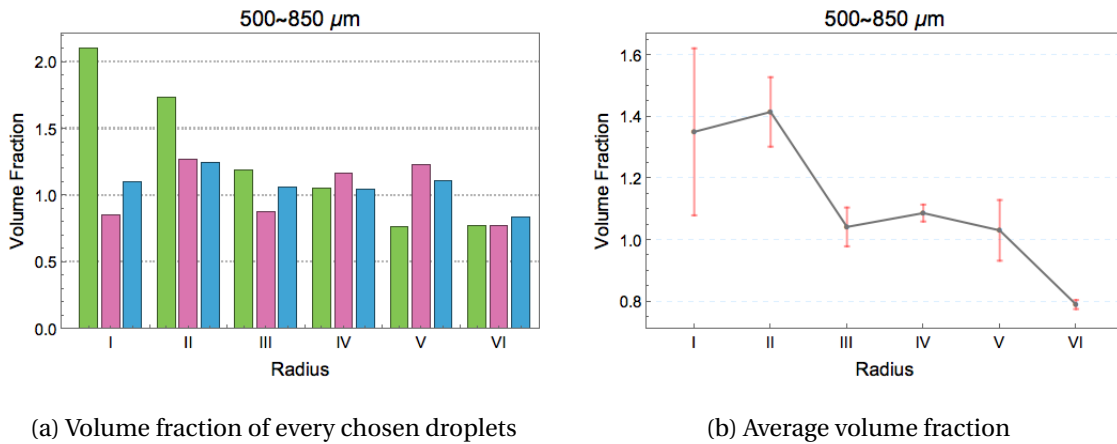 500~850 µm
Volume Fraction
2.0
1.5
1.0
0.5
0.0
I II III IV V VI
Radius
(a) Volume fraction of every chosen droplets
500~850 µm
Volume Fraction
1.6
1.4
1.2
1.0
0.8
I II III IV V VI
Radius
(b) Average volume fraction